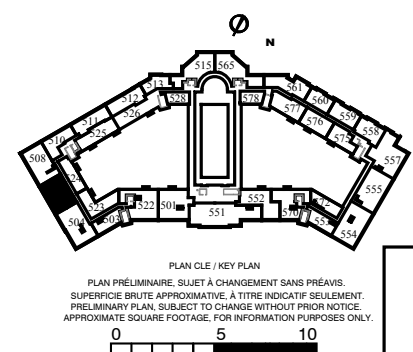 N
515 565
513 561
512 528 578 560
511 526 577 559
510 525 576 558
508 575 557
524 555
523 522 501 552 572
504 503 551 570 553 554
PLAN CLE / KEY PLAN
PLAN PRÉLIMINAIRE, SUJET À CHANGEMENT SANS PRÉAVIS.
SUPERFICIE BRUTE APPROXIMATIVE, À TITRE INDICATIF SEULEMENT.
PRELIMINARY PLAN, SUBJECT TO CHANGE WITHOUT PRIOR NOTICE.
APPROXIMATE SQUARE FOOTAGE, FOR INFORMATION PURPOSES ONLY.
0 5 10